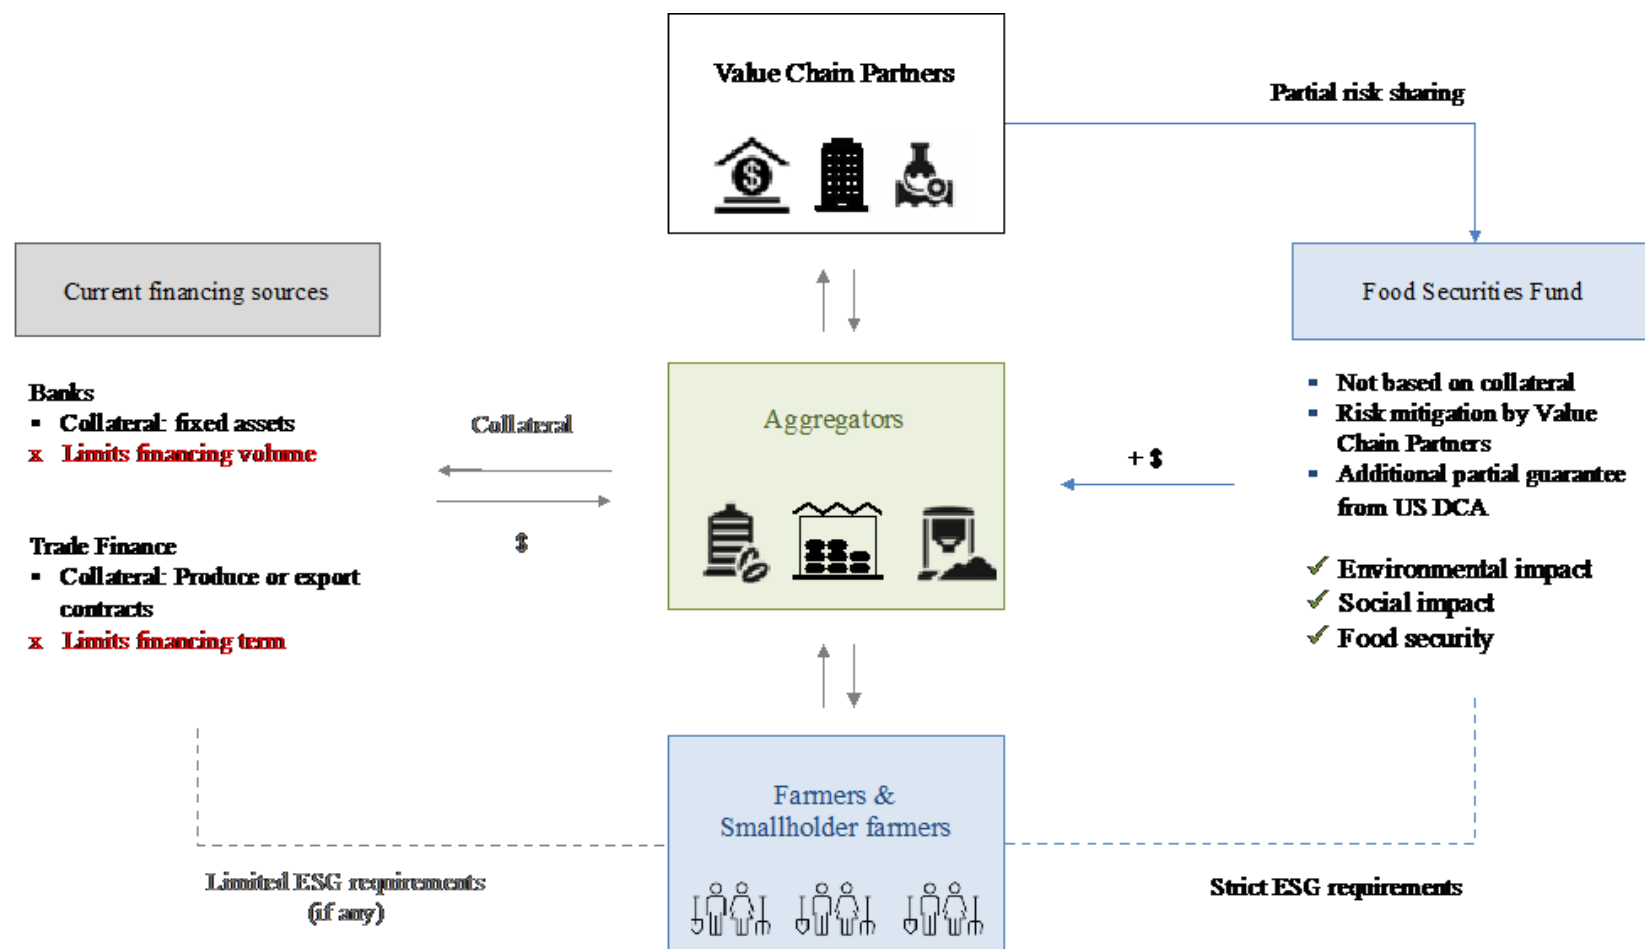 Value Chain Partners
Partial risk sharing
Current financing sources
Banks
▪ Collateral: fixed assets
x Limits financing volume
Trade Finance
▪ Collateral: Produce or export
contracts
x Limits financing term
Collateral
$
Aggregators
+ $
Food Securities Fund
▪ Not based on collateral
▪ Risk mitigation by Value
Chain Partners
▪ Additional partial guarantee
from US DCA
✓ Environmental impact
✓ Social impact
✓ Food security
Farmers &
Smallholder farmers
Limited ESG requirements
(if any)
Strict ESG requirements